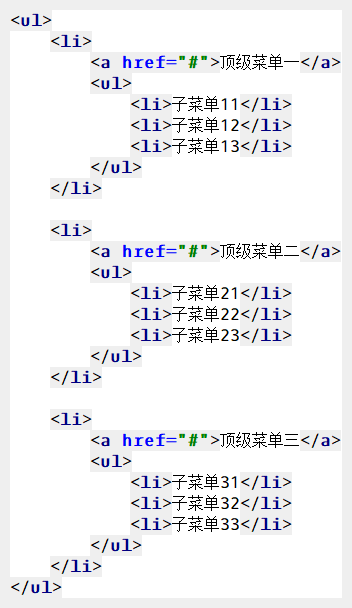 <ul>
    <li>
        <a href="#">顶级菜单一</a>
        <ul>
            <li>子菜单11</li>
            <li>子菜单12</li>
            <li>子菜单13</li>
        </ul>
    </li>

    <li>
        <a href="#">顶级菜单二</a>
        <ul>
            <li>子菜单21</li>
            <li>子菜单22</li>
            <li>子菜单23</li>
        </ul>
    </li>

    <li>
        <a href="#">顶级菜单三</a>
        <ul>
            <li>子菜单31</li>
            <li>子菜单32</li>
            <li>子菜单33</li>
        </ul>
    </li>
</ul>